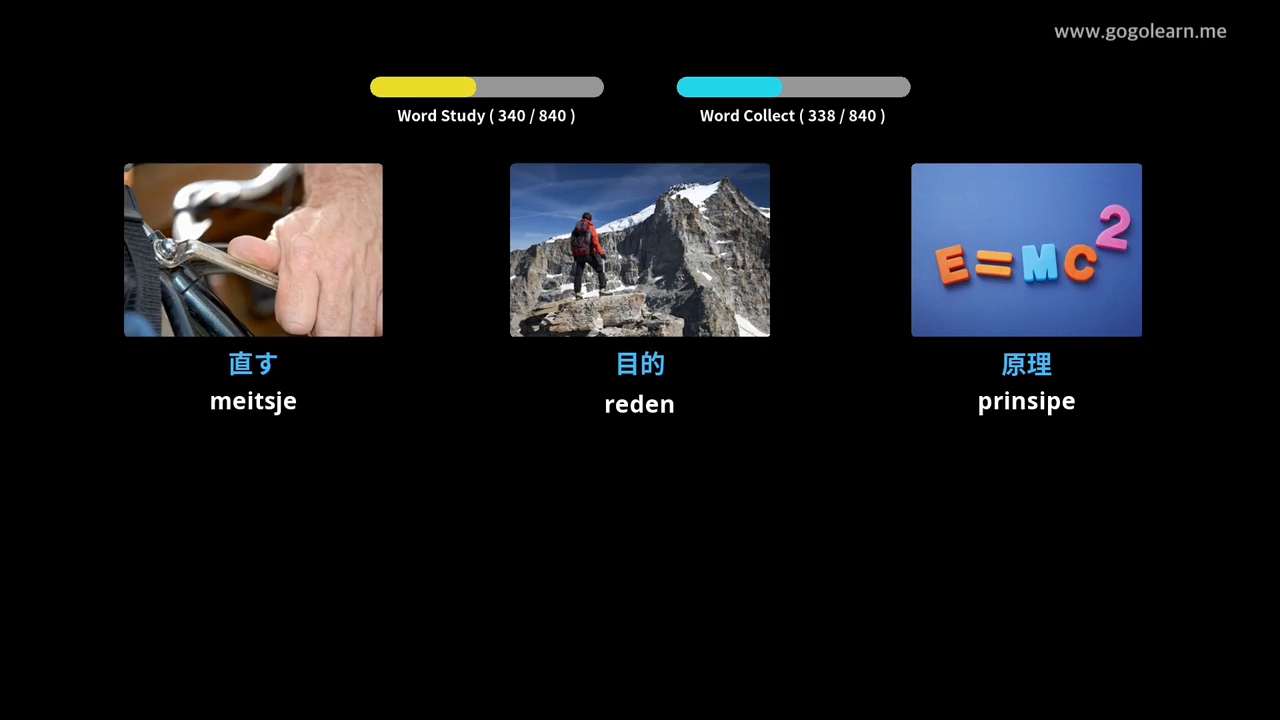 www.gogolearn.me
Word Study ( 340 / 840 )
Word Collect ( 338 / 840 )
E=MC2
直す
目的
原理
meitsje
reden
prinsipe